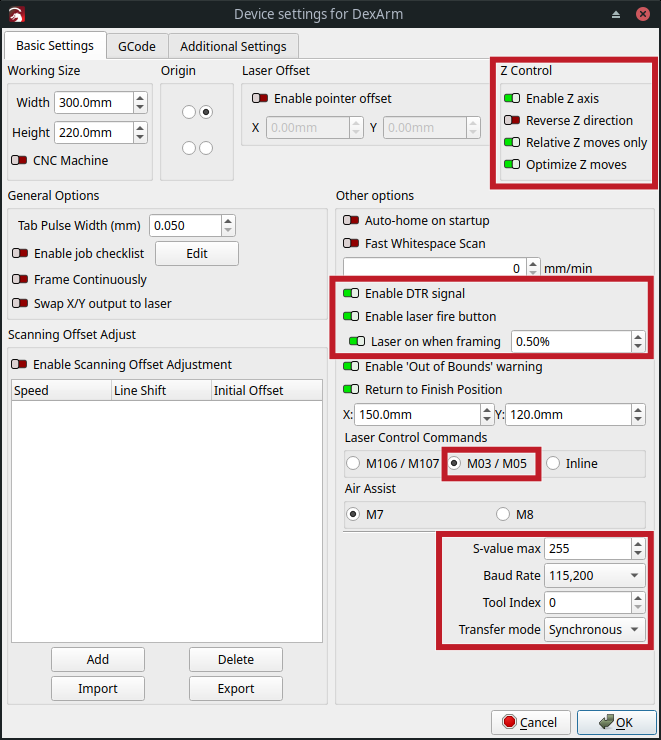 Device settings for DexArm
Basic Settings
GCode
Additional Settings
Working Size
Width 300.0mm
Height 220.0mm
CNC Machine
Origin
Laser Offset
Enable pointer offset
X 0.00mm Y 0.00mm
Z Control
Enable Z axis
Reverse Z direction
Relative Z moves only
Optimize Z moves
General Options
Tab Pulse Width (mm) 0.050
Enable job checklist Edit
Frame Continuously
Swap X/Y output to laser
Scanning Offset Adjust
Enable Scanning Offset Adjustment
Speed Line Shift Initial Offset
Add Delete
Import Export
Other options
Auto-home on startup
Fast Whitespace Scan
0 mm/min
Enable DTR signal
Enable laser fire button
Laser on when framing 0.50%
Enable 'Out of Bounds' warning
Return to Finish Position
X: 150.0mm Y: 120.0mm
Laser Control Commands
M106 / M107 M03 / M05 Inline
Air Assist
M7 M8
S-value max 255
Baud Rate 115,200
Tool Index 0
Transfer mode Synchronous
Cancel OK